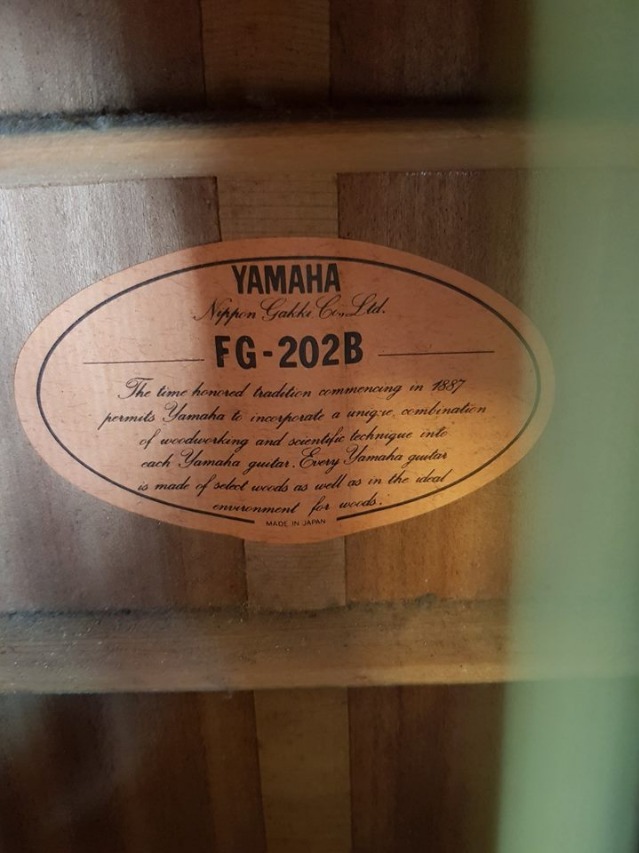 YAMAHA
Nippon Gakki Co., Ltd.
FG-202B
The time honored tradition commencing in 1887
permits Yamaha to incorporate a unique combination
of woodworking and scientific technique into
each Yamaha guitar. Every Yamaha guitar
is made of select woods as well as in the ideal
environment for woods.
MADE IN JAPAN